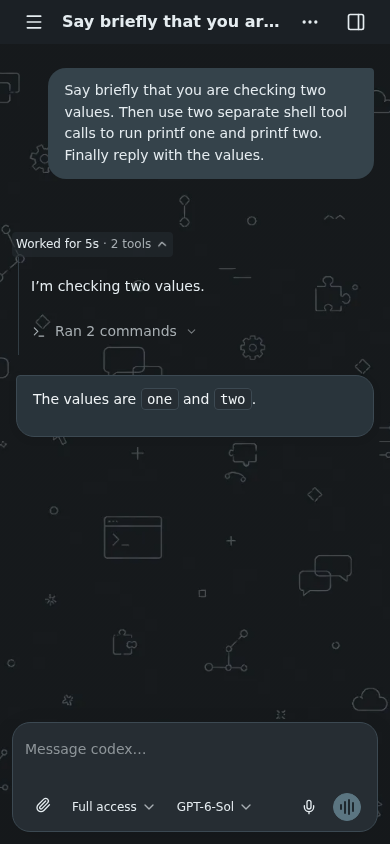 Say briefly that you ar...
Say briefly that you are checking two
values. Then use two separate shell tool
calls to run printf one and printf two.
Finally reply with the values.
Worked for 5s · 2 tools
I’m checking two values.
Ran 2 commands
The values are one and two.
Message codex...
Full access
GPT-6-Sol